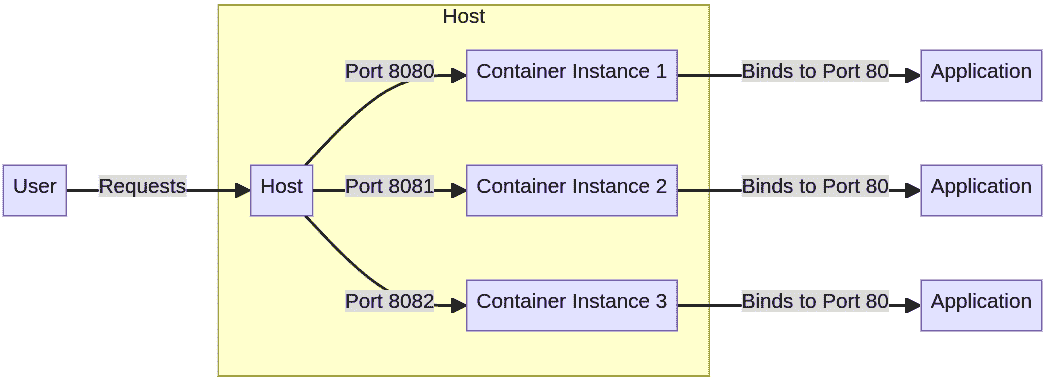 Host
Port 8080
Container Instance 1
Binds to Port 80
Application
User
Requests
Host
Port 8081
Container Instance 2
Binds to Port 80
Application
Port 8082
Container Instance 3
Binds to Port 80
Application